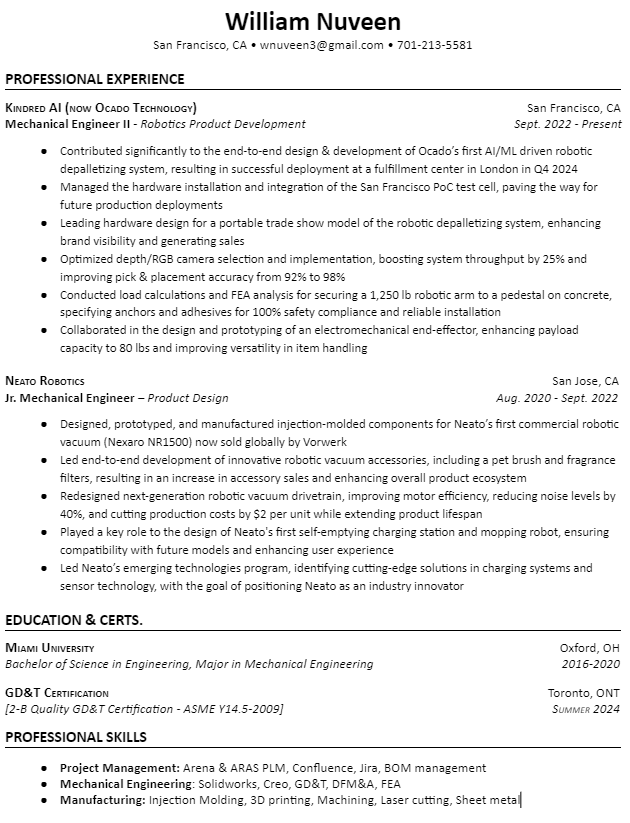 William Nuveen
San Francisco, CA • wnuveen3@gmail.com • 701-213-5581
PROFESSIONAL EXPERIENCE
Kindred AI (now Ocado Technology) San Francisco, CA
Mechanical Engineer II - Robotics Product Development Sept. 2022 - Present
● Contributed significantly to the end-to-end design & development of Ocado’s first AI/ML driven robotic
depalletizing system, resulting in successful deployment at a fulfillment center in London in Q4 2024
● Managed the hardware installation and integration of the San Francisco PoC test cell, paving the way for
future production deployments
● Leading hardware design for a portable trade show model of the robotic depalletizing system, enhancing
brand visibility and generating sales
● Optimized depth/RGB camera selection and implementation, boosting system throughput by 25% and
improving pick & placement accuracy from 92% to 98%
● Conducted load calculations and FEA analysis for securing a 1,250 lb robotic arm to a pedestal on concrete,
specifying anchors and adhesives for 100% safety compliance and reliable installation
● Collaborated in the design and prototyping of an electromechanical end-effector, enhancing payload
capacity to 80 lbs and improving versatility in item handling
Neato Robotics San Jose, CA
Jr. Mechanical Engineer – Product Design Aug. 2020 - Sept. 2022
● Designed, prototyped, and manufactured injection-molded components for Neato’s first commercial robotic
vacuum (Nexaro NR1500) now sold globally by Vorwerk
● Led end-to-end development of innovative robotic vacuum accessories, including a pet brush and fragrance
filters, resulting in an increase in accessory sales and enhancing overall product ecosystem
● Redesigned next-generation robotic vacuum drivetrain, improving motor efficiency, reducing noise levels by
40%, and cutting production costs by $2 per unit while extending product lifespan
● Played a key role to the design of Neato's first self-emptying charging station and mopping robot, ensuring
compatibility with future models and enhancing user experience
● Led Neato’s emerging technologies program, identifying cutting-edge solutions in charging systems and
sensor technology, with the goal of positioning Neato as an industry innovator
EDUCATION & CERTS.
Miami University Oxford, OH
Bachelor of Science in Engineering, Major in Mechanical Engineering 2016-2020
GD&T Certification Toronto, ONT
[2-B Quality GD&T Certification - ASME Y14.5-2009] Summer 2024
PROFESSIONAL SKILLS
● Project Management: Arena & ARAS PLM, Confluence, Jira, BOM management
● Mechanical Engineering: Solidworks, Creo, GD&T, DFM&A, FEA
● Manufacturing: Injection Molding, 3D printing, Machining, Laser cutting, Sheet metal